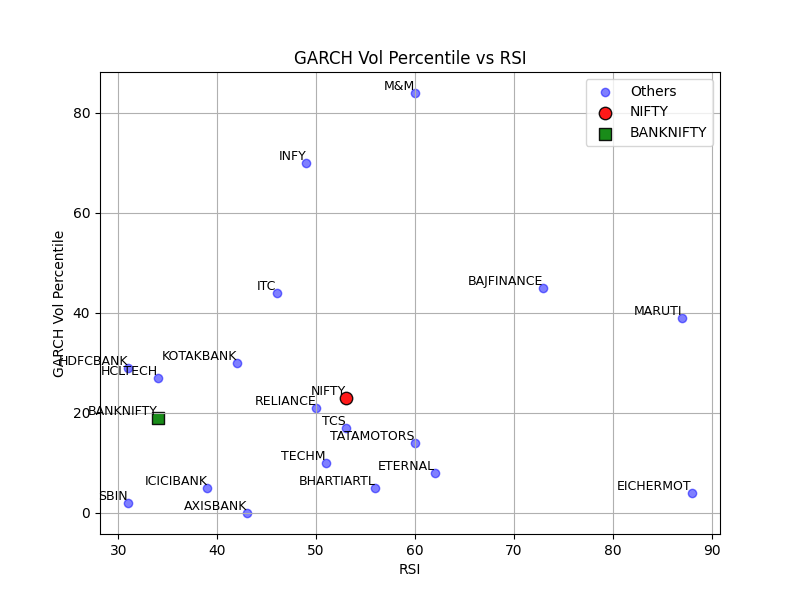 GARCH Vol Percentile vs RSI
Others
NIFTY
BANKNIFTY
M&M
INFY
ITC
BAJFINANCE
MARUTI
HDFCBANK
KOTAKBANK
HCLTECH
NIFTY
RELIANCE
BANKNIFTY
TCS
TATAMOTORS
TECHM
ETERNAL
ICICIBANK
BHARTIARTL
EICHERMOT
SBIN
AXISBANK
80
60
40
20
0
GARCH Vol Percentile
30 40 50 60 70 80 90
RSI